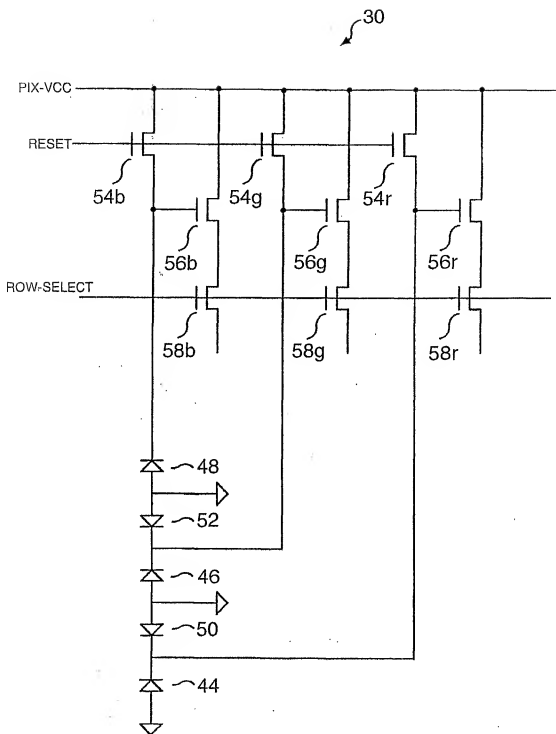 30
PIX-VCC
RESET
54b
54g
54r
56b
56g
56r
ROW-SELECT
58b
58g
58r
48
52
46
50
44